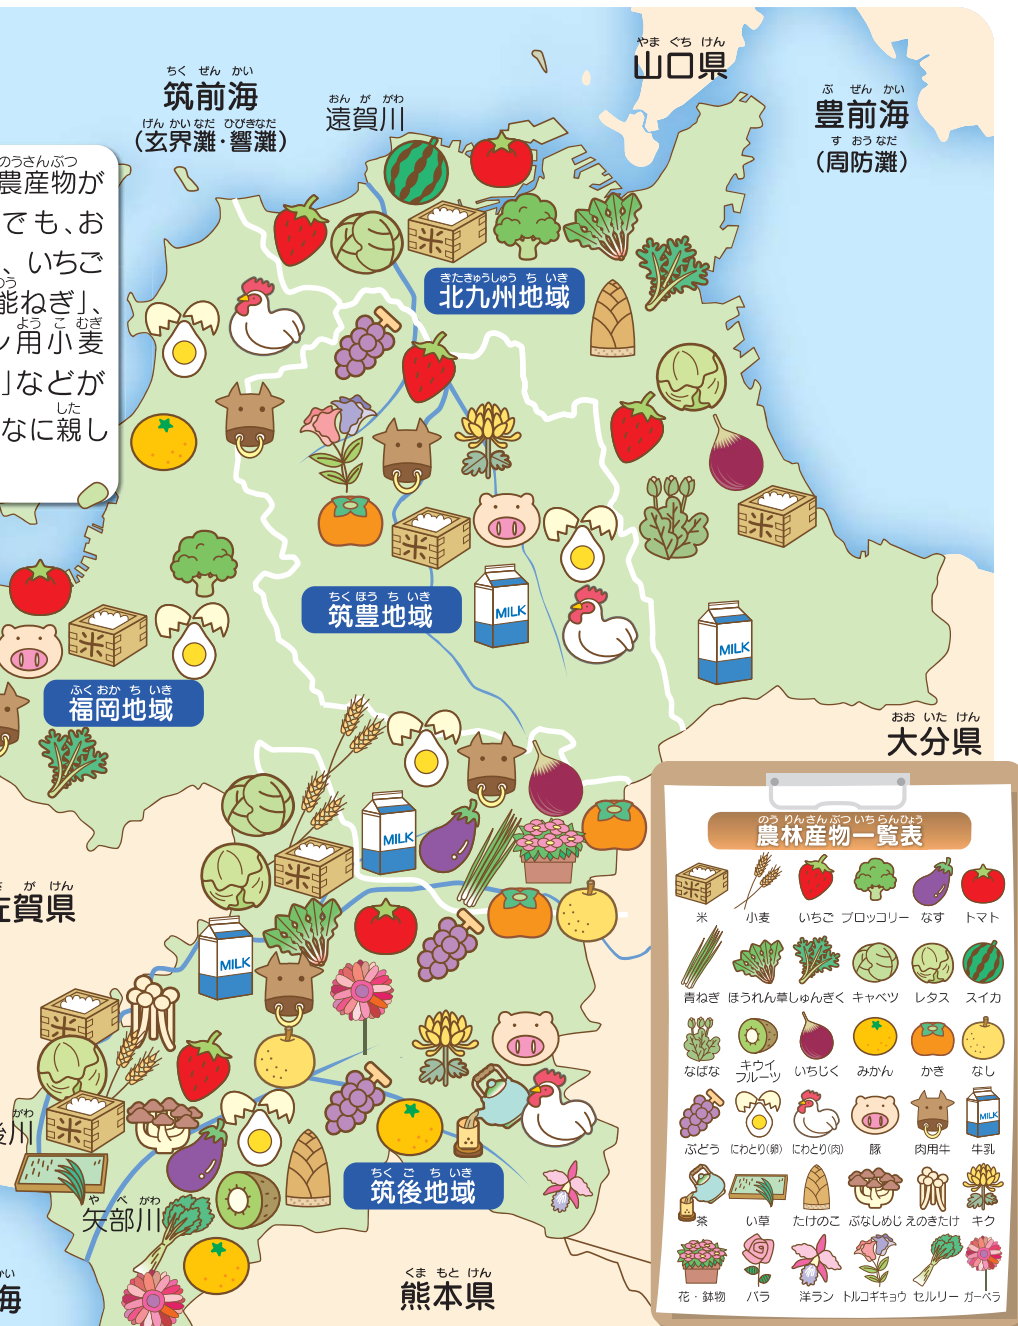 ちく ぜん かい
筑前海
げんかいなだ ひびきなだ
（玄界灘・響灘）
おん が がわ
遠賀川
やま ぐち けん
山口県
ぶ ぜん かい
豊前海
す おう なだ
（周防灘）
のうさんぶつ
農産物が
でも、お
、いちご
能ねぎ」、
よう こ むぎ
用小麦
」などが
した
なに親し
きたきゅうしゅう ち いき
北九州地域
ちく ほう ち いき
筑豊地域
ふく おか ち いき
福岡地域
おお いた けん
大分県
が けん
佐賀県
がわ
後川
や べ がわ
矢部川
ちく ご ち いき
筑後地域
くま もと けん
熊本県
かい
海
米
米
米
米
米
米
米
MILK
MILK
MILK
MILK
のう りん さん ぶつ いち らん ひょう
農林産物一覧表
米 小麦 いちご ブロッコリー なす トマト
青ねぎ ほうれん草 しゅんぎく キャベツ レタス スイカ
なばな キウイフルーツ いちじく みかん かき なし
MILK
ぶどう にわとり(卵) にわとり(肉) 豚 肉用牛 牛乳
茶 い草 たけのこ ぶなしめじ えのきたけ キク
花・鉢物 バラ 洋ラン トルコギキョウ セルリー ガーベラ